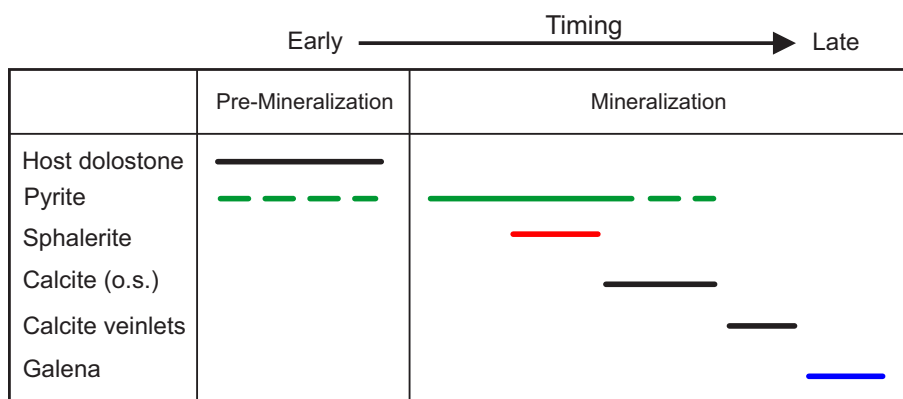 Timing
Early Late
Pre-Mineralization Mineralization
Host dolostone
Pyrite
Sphalerite
Calcite (o.s.)
Calcite veinlets
Galena